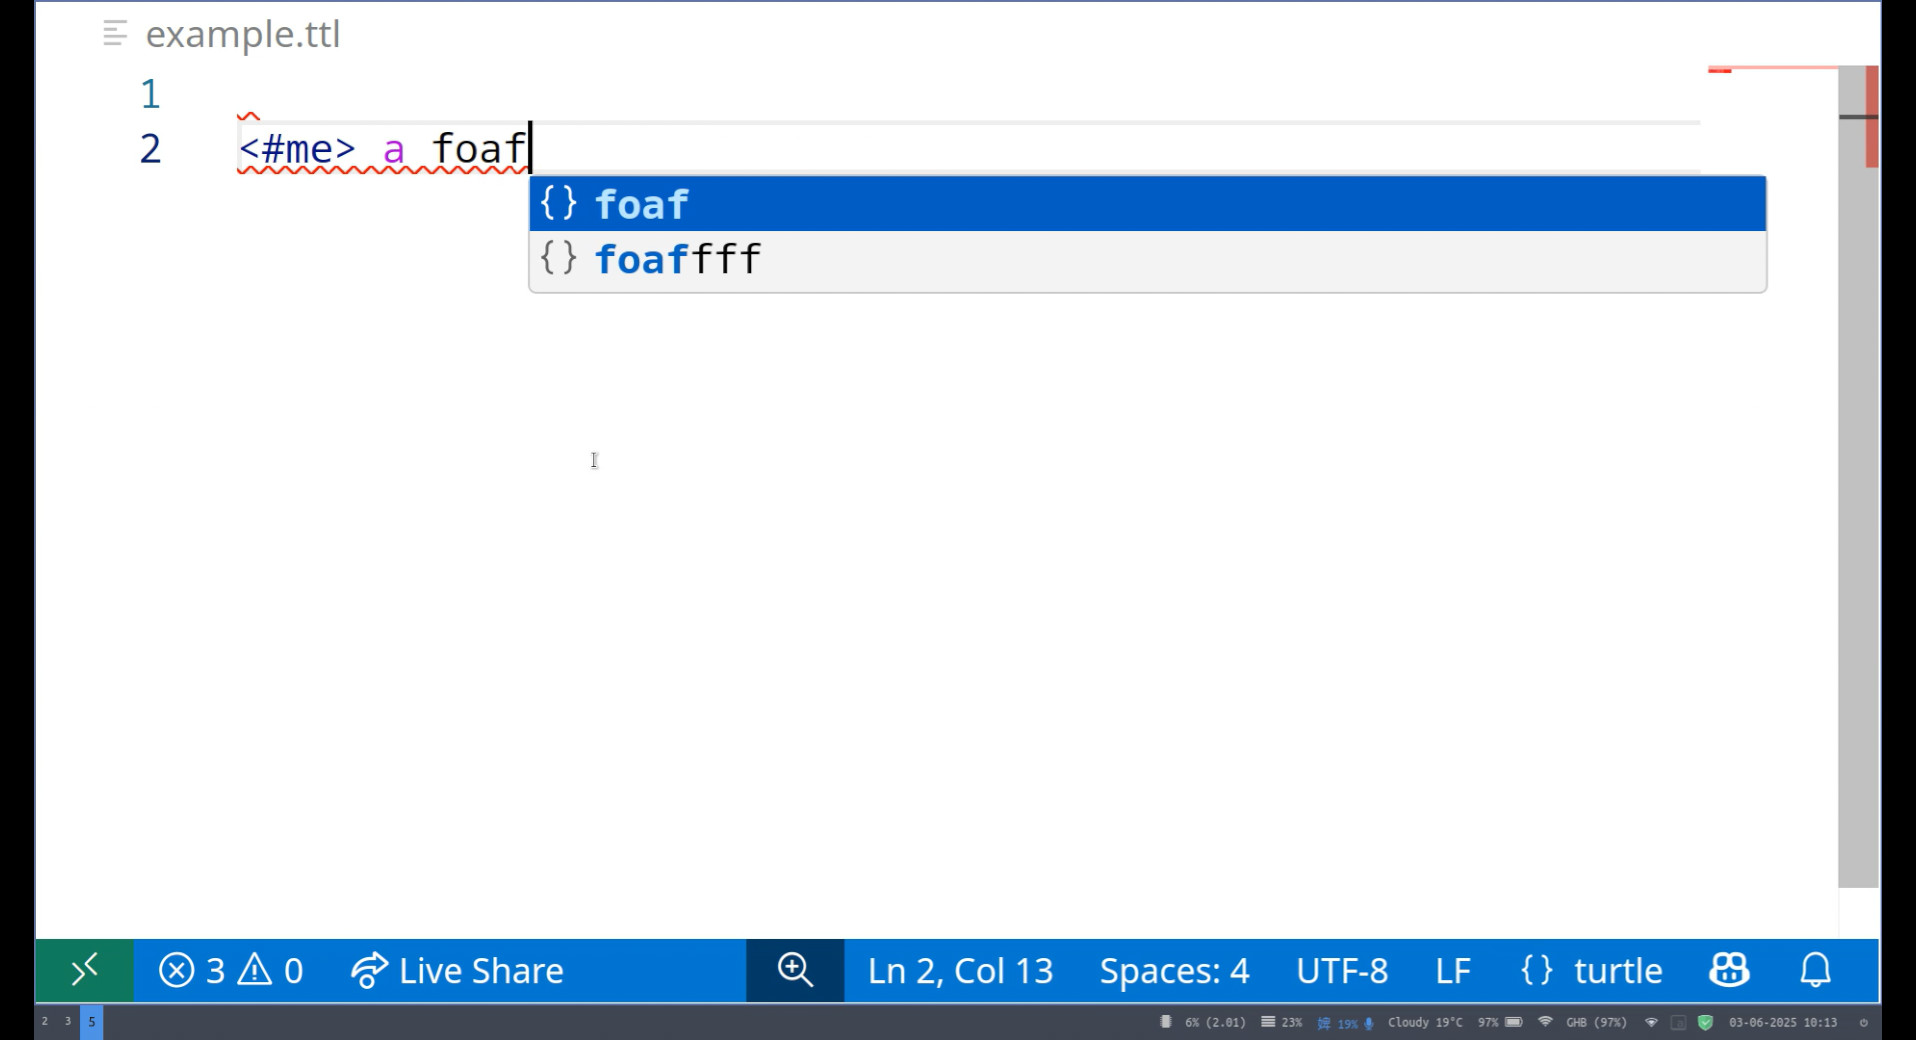 example.ttl
1
2 <#me> a foaf
{} foaf
{} foaffff
3 0 Live Share Ln 2, Col 13 Spaces: 4 UTF-8 LF {} turtle
2 3 5 6% (2.01) 23% 19% Cloudy 19°C 97% GHB (97%) 03-06-2025 10:13